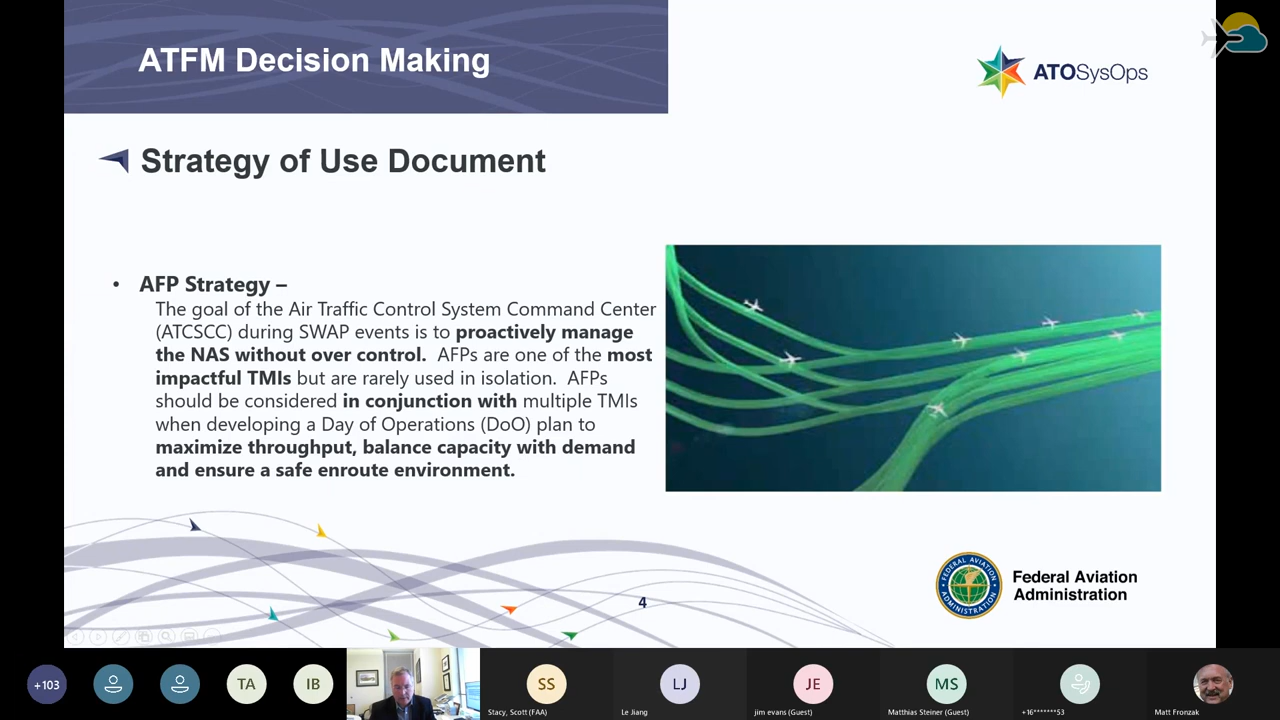 ATFM Decision Making
ATOSysOps
Strategy of Use Document
• AFP Strategy –
The goal of the Air Traffic Control System Command Center
(ATCSCC) during SWAP events is to proactively manage
the NAS without over control. AFPs are one of the most
impactful TMIs but are rarely used in isolation. AFPs
should be considered in conjunction with multiple TMIs
when developing a Day of Operations (DoO) plan to
maximize throughput, balance capacity with demand
and ensure a safe enroute environment.
FEDERAL AVIATION
ADMINISTRATION
Federal Aviation
Administration
4
+103
TA
IB
SS
LJ
JE
MS
Stacy, Scott (FAA)
Le Jiang
jim evans (Guest)
Matthias Steiner (Guest)
+16*******53
Matt Fronzak